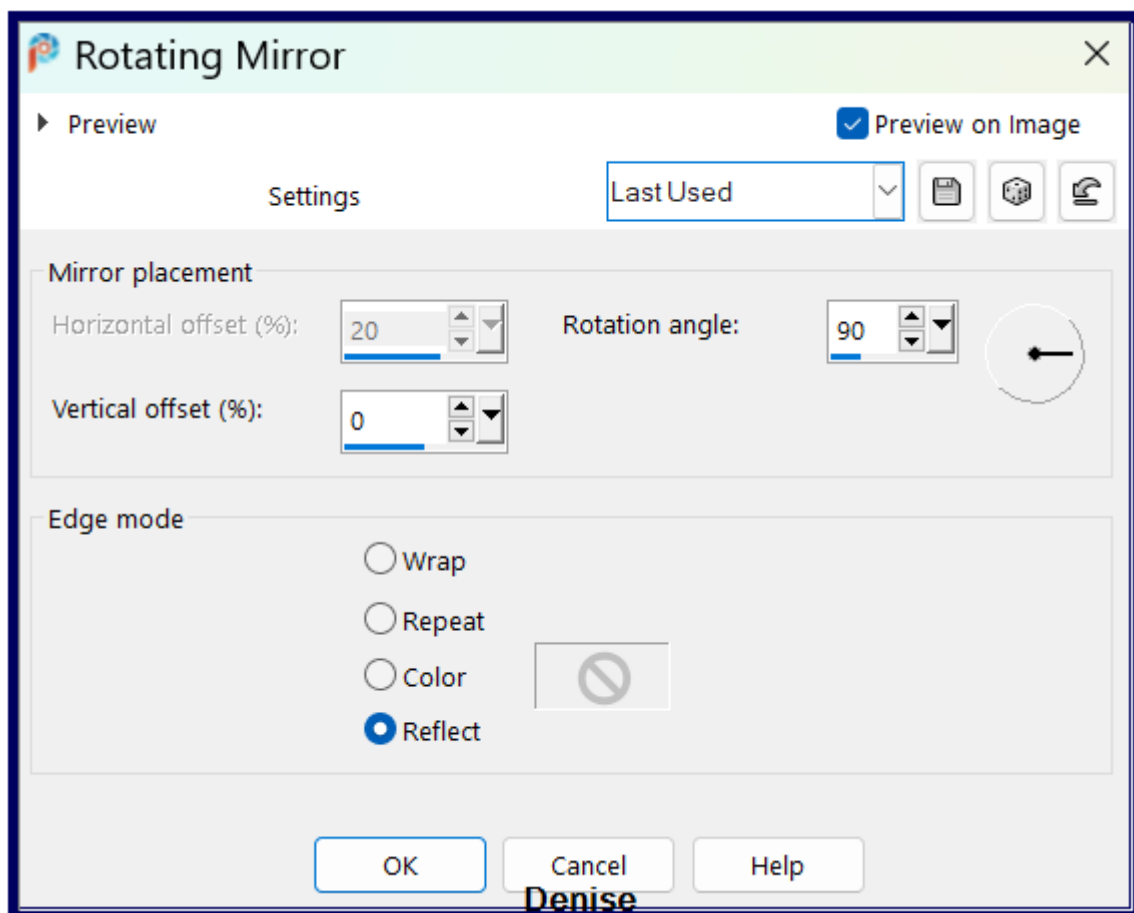 Rotating Mirror
Preview
Preview on Image
Settings
Last Used
Mirror placement
Horizontal offset (%):
20
Rotation angle:
90
Vertical offset (%):
0
Edge mode
Wrap
Repeat
Color
Reflect
OK
Cancel
Help
Denise